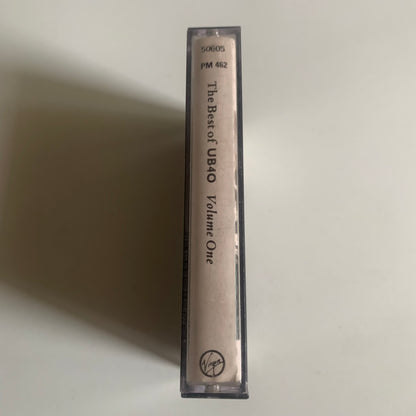 50605
PM 462
The Best of UB40 Volume One
Virgin